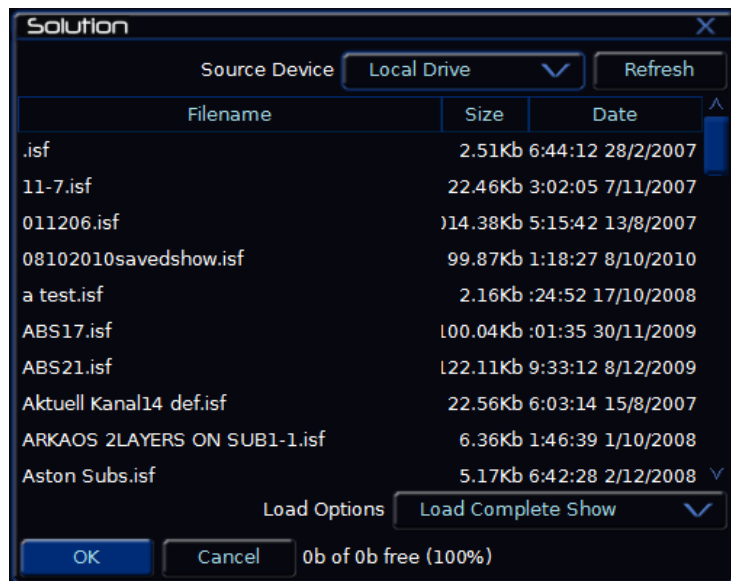 Solution X
Source Device Local Drive Refresh
Filename Size Date
.isf 2.51Kb 6:44:12 28/2/2007
11-7.isf 22.46Kb 3:02:05 7/11/2007
011206.isf 014.38Kb 5:15:42 13/8/2007
08102010savedshow.isf 99.87Kb 1:18:27 8/10/2010
a test.isf 2.16Kb :24:52 17/10/2008
ABS17.isf 100.04Kb :01:35 30/11/2009
ABS21.isf 122.11Kb 9:33:12 8/12/2009
Aktuell Kanal14 def.isf 22.56Kb 6:03:14 15/8/2007
ARKAOS 2LAYERS ON SUB1-1.isf 6.36Kb 1:46:39 1/10/2008
Aston Subs.isf 5.17Kb 6:42:28 2/12/2008
Load Options Load Complete Show
OK Cancel 0b of 0b free (100%)